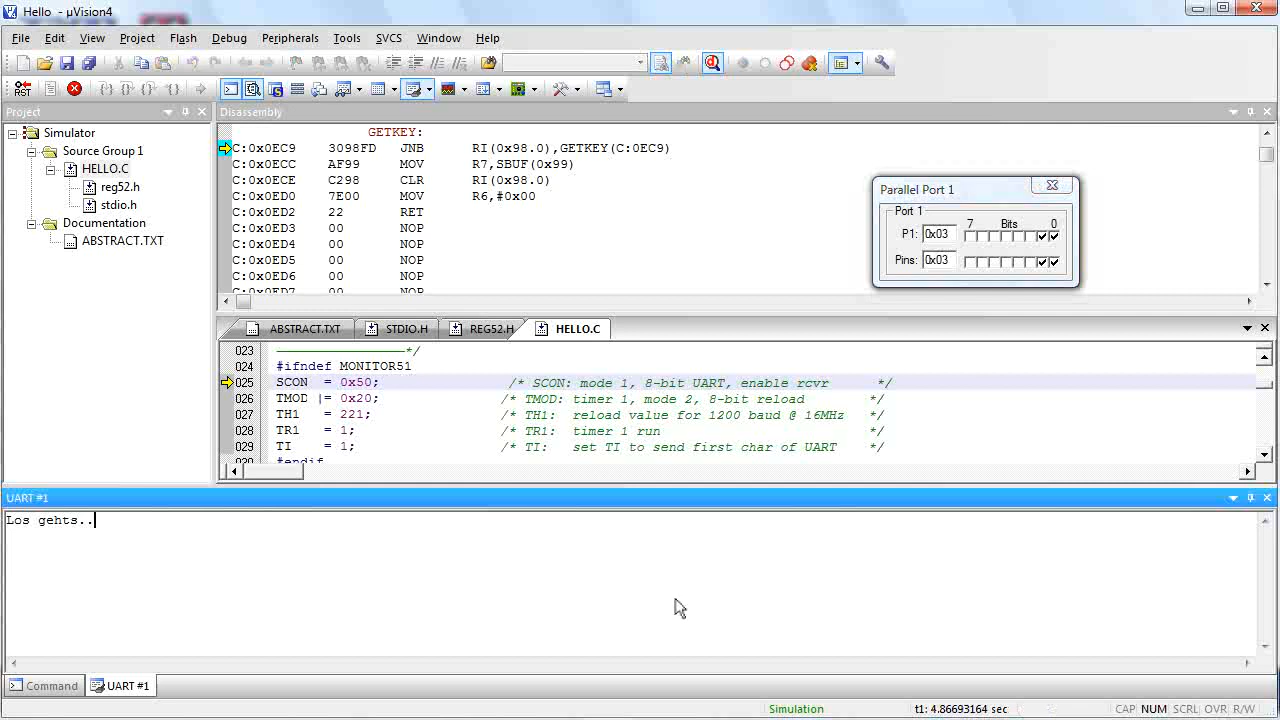 Hello - µVision4
File Edit View Project Flash Debug Peripherals Tools SVCS Window Help
RST
Project
Simulator
Source Group 1
HELLO.C
reg52.h
stdio.h
Documentation
ABSTRACT.TXT
Disassembly
GETKEY:
C:0x0EC9 3098FD JNB RI(0x98.0),GETKEY(C:0EC9)
C:0x0ECC AF99 MOV R7,SBUF(0x99)
C:0x0ECE C298 CLR RI(0x98.0)
C:0x0ED0 7E00 MOV R6,#0x00
C:0x0ED2 22 RET
C:0x0ED3 00 NOP
C:0x0ED4 00 NOP
C:0x0ED5 00 NOP
C:0x0ED6 00 NOP
C:0x0ED7 00 NOP
Parallel Port 1
Port 1
7 Bits 0
P1: 0x03
Pins: 0x03
ABSTRACT.TXT STDIO.H REG52.H HELLO.C
023 ------------------------------------------------*/
024 #ifndef MONITOR51
025 SCON = 0x50; /* SCON: mode 1, 8-bit UART, enable rcvr */
026 TMOD |= 0x20; /* TMOD: timer 1, mode 2, 8-bit reload */
027 TH1 = 221; /* TH1: reload value for 1200 baud @ 16MHz */
028 TR1 = 1; /* TR1: timer 1 run */
029 TI = 1; /* TI: set TI to send first char of UART */
030 #endif
UART #1
Los gehts..
Command UART #1
Simulation t1: 4.86693164 sec CAP NUM SCRL OVR R/W